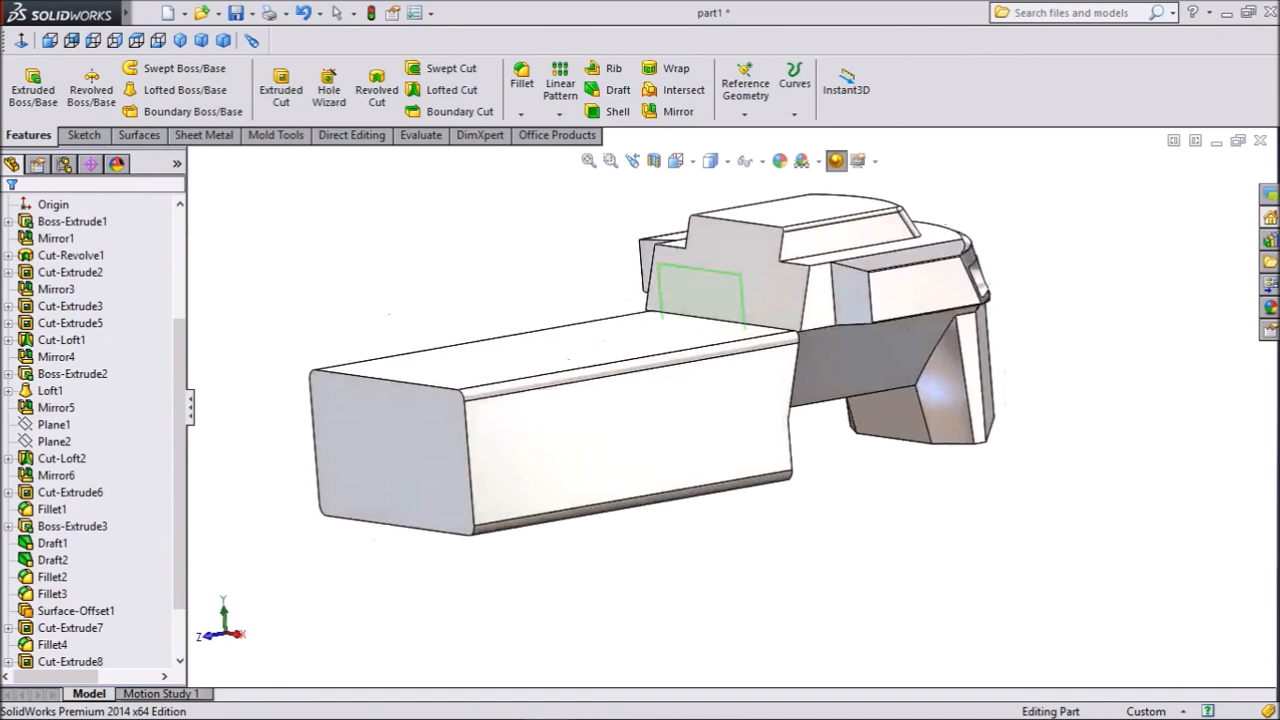 SOLIDWORKS
part1 *
Search files and models
Extruded Boss/Base
Revolved Boss/Base
Swept Boss/Base
Lofted Boss/Base
Boundary Boss/Base
Extruded Cut
Hole Wizard
Revolved Cut
Swept Cut
Lofted Cut
Boundary Cut
Fillet
Linear Pattern
Rib
Draft
Shell
Wrap
Intersect
Mirror
Reference Geometry
Curves
Instant3D
Features
Sketch
Surfaces
Sheet Metal
Mold Tools
Direct Editing
Evaluate
DimXpert
Office Products
Origin
Boss-Extrude1
Mirror1
Cut-Revolve1
Cut-Extrude2
Mirror3
Cut-Extrude3
Cut-Extrude5
Cut-Loft1
Mirror4
Boss-Extrude2
Loft1
Mirror5
Plane1
Plane2
Cut-Loft2
Mirror6
Cut-Extrude6
Fillet1
Boss-Extrude3
Draft1
Draft2
Fillet2
Fillet3
Surface-Offset1
Cut-Extrude7
Fillet4
Cut-Extrude8
Y
Z
X
Model
Motion Study 1
SolidWorks Premium 2014 x64 Edition
Editing Part
Custom